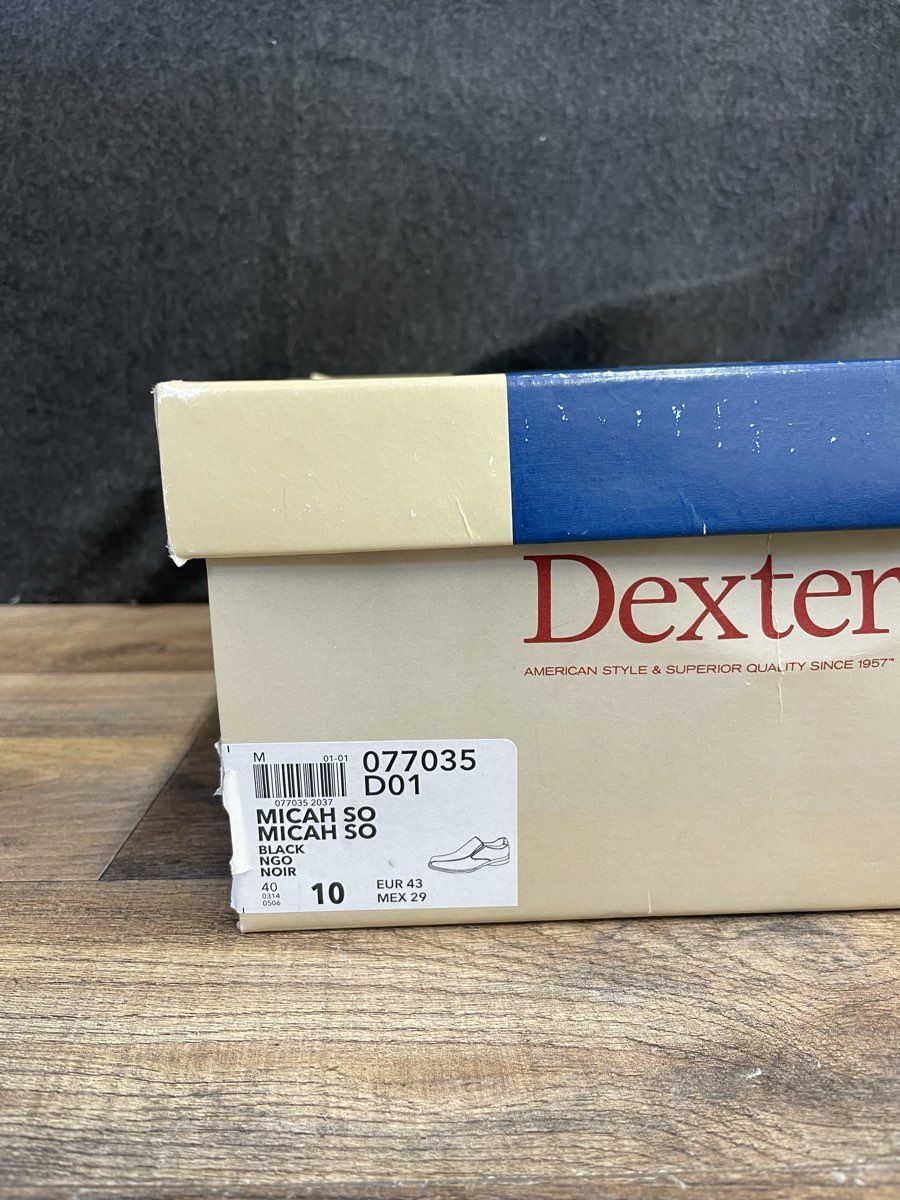 Dexter
AMERICAN STYLE & SUPERIOR QUALITY SINCE 1957™
M 01-01 077035
D01
077035 2037
MICAH SO
MICAH SO
BLACK
NGO
NOIR
40
0314
0506
10
EUR 43
MEX 29